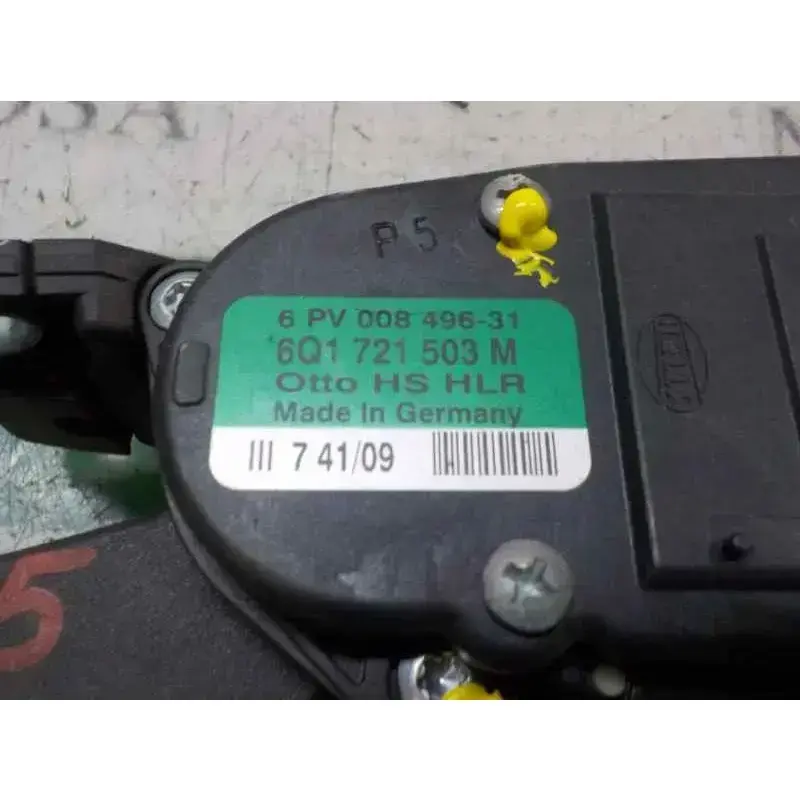 P5
6 PV 008 496-31
6Q1 721 503 M
Otto HS HLR
Made In Germany
III 7 41/09
HELLA
5